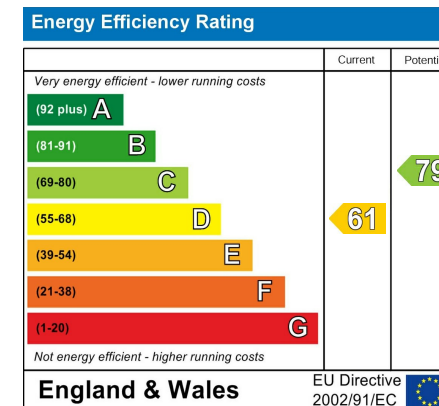 Energy Efficiency Rating
Current Potenti
Very energy efficient - lower running costs
(92 plus) A
(81-91) B
(69-80) C
79
(55-68) D
61
(39-54) E
(21-38) F
(1-20) G
Not energy efficient - higher running costs
England & Wales
EU Directive
2002/91/EC